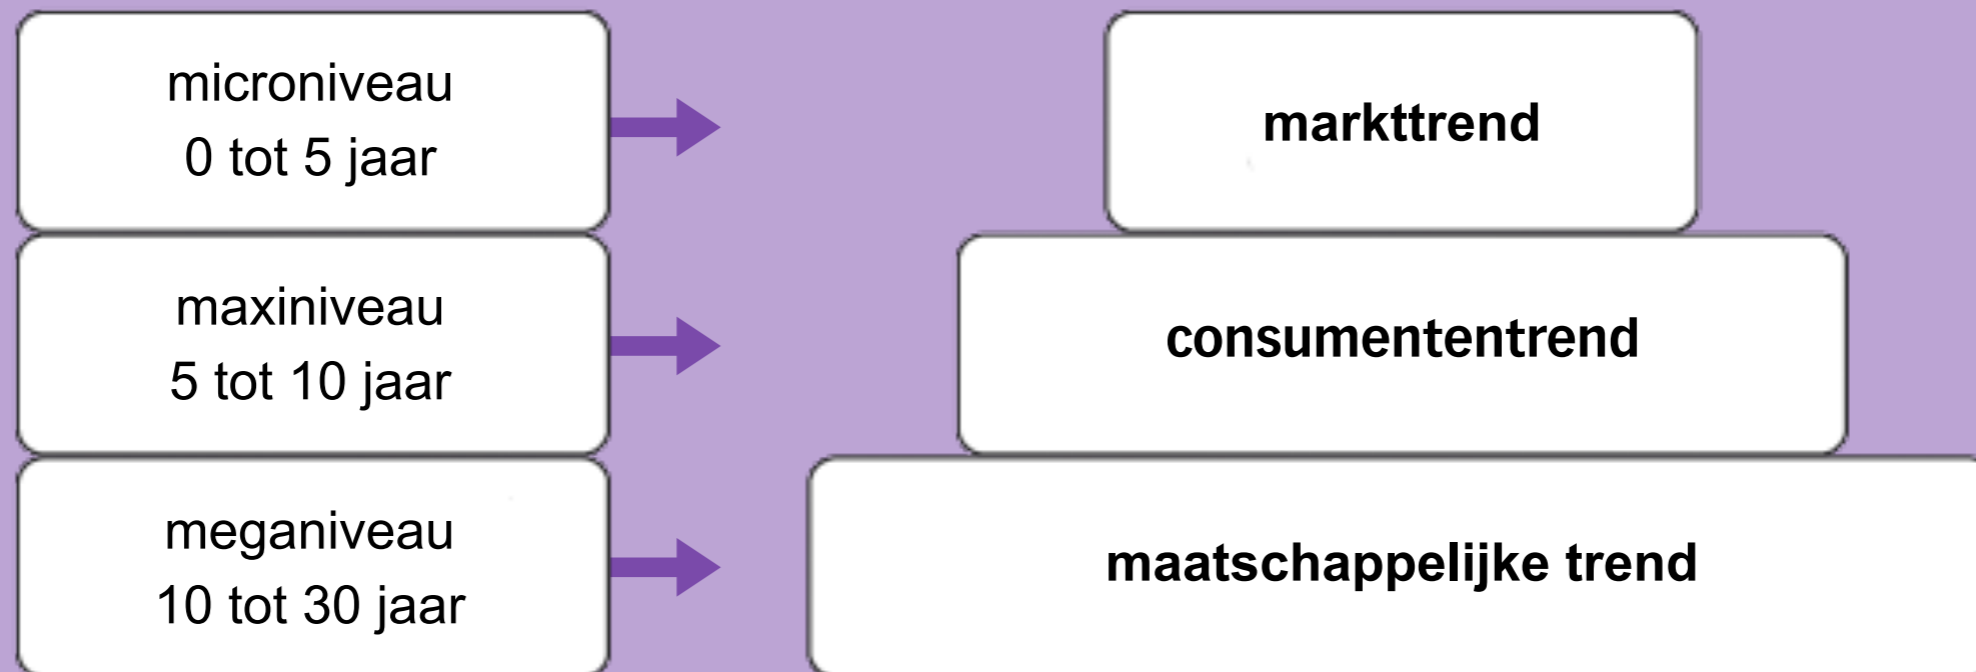 microniveau
0 tot 5 jaar
markttrend
maxiniveau
5 tot 10 jaar
consumententrend
meganiveau
10 tot 30 jaar
maatschappelijke trend